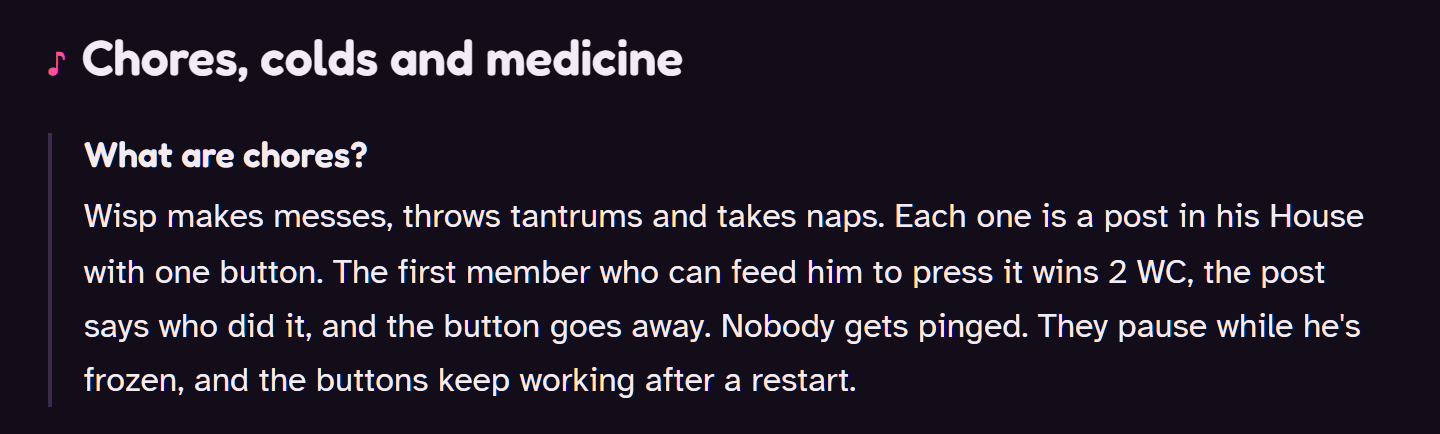 ♪ Chores, colds and medicine
What are chores?
Wisp makes messes, throws tantrums and takes naps. Each one is a post in his House
with one button. The first member who can feed him to press it wins 2 WC, the post
says who did it, and the button goes away. Nobody gets pinged. They pause while he's
frozen, and the buttons keep working after a restart.